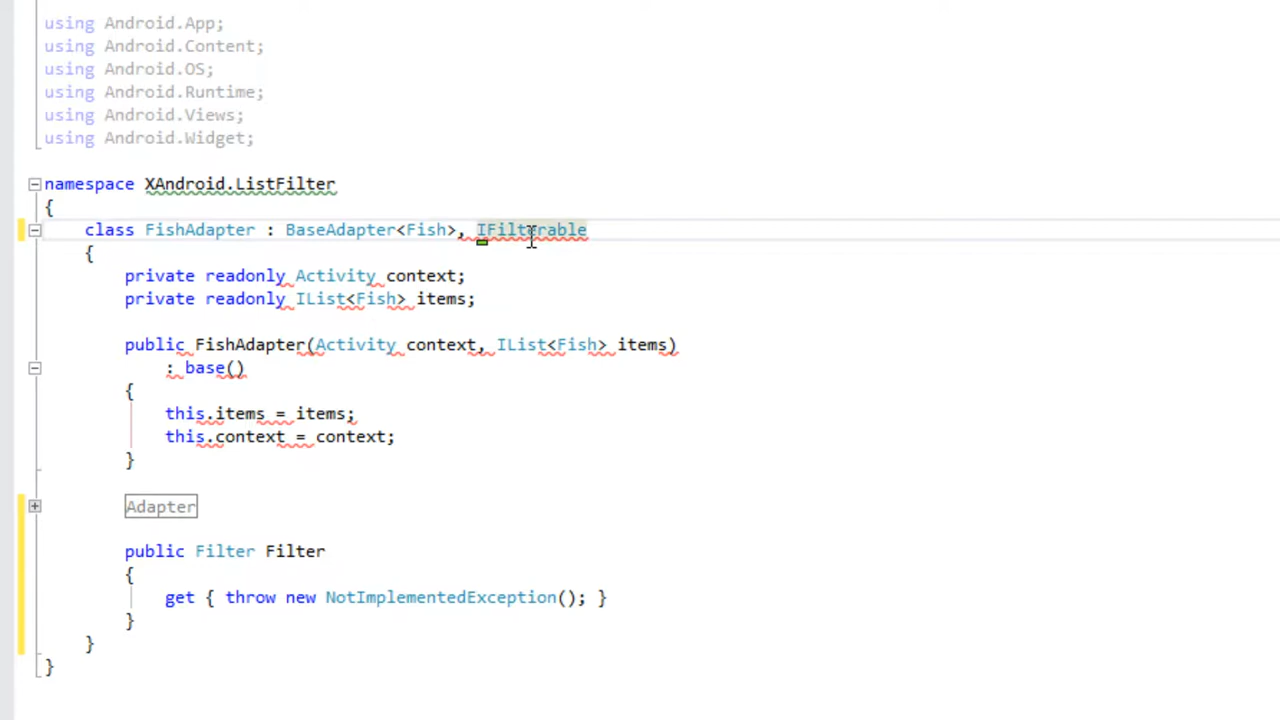 using Android.App;
using Android.Content;
using Android.OS;
using Android.Runtime;
using Android.Views;
using Android.Widget;
namespace XAndroid.ListFilter
{
class FishAdapter : BaseAdapter<Fish>, IFilterable
{
private readonly Activity context;
private readonly IList<Fish> items;
public FishAdapter(Activity context, IList<Fish> items)
: base()
{
this.items = items;
this.context = context;
}
Adapter
public Filter Filter
{
get { throw new NotImplementedException(); }
}
}
}